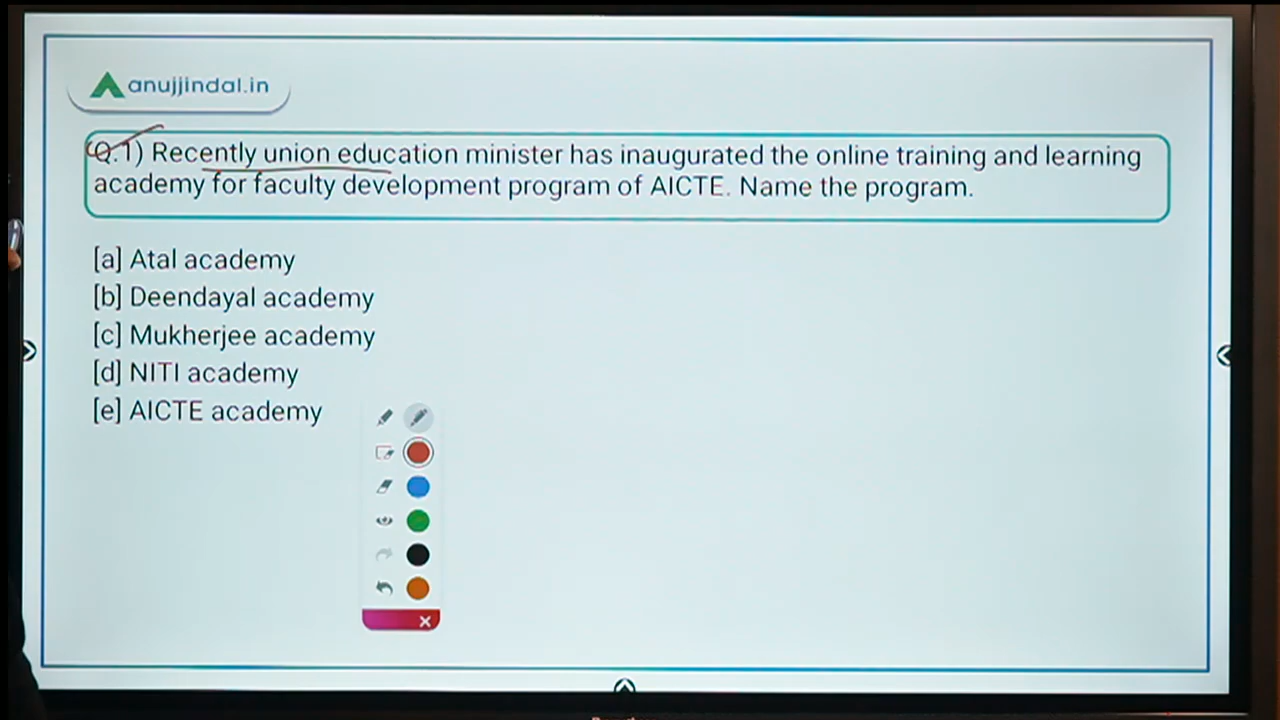 anujjindal.in
Q.1) Recently union education minister has inaugurated the online training and learning
academy for faculty development program of AICTE. Name the program.
[a] Atal academy
[b] Deendayal academy
[c] Mukherjee academy
[d] NITI academy
[e] AICTE academy